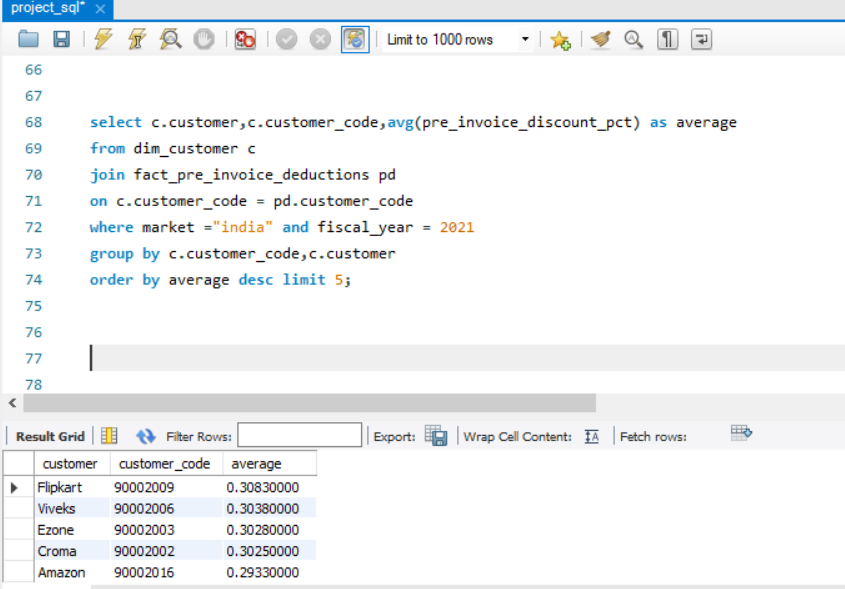 project_sql* ×
Limit to 1000 rows
66
67
68 select c.customer,c.customer_code,avg(pre_invoice_discount_pct) as average
69 from dim_customer c
70 join fact_pre_invoice_deductions pd
71 on c.customer_code = pd.customer_code
72 where market ="india" and fiscal_year = 2021
73 group by c.customer_code,c.customer
74 order by average desc limit 5;
75
76
77
78
Result Grid Filter Rows: Export: Wrap Cell Content: IA Fetch rows:
customer customer_code average
Flipkart 90002009 0.30830000
Viveks 90002006 0.30380000
Ezone 90002003 0.30280000
Croma 90002002 0.30250000
Amazon 90002016 0.29330000